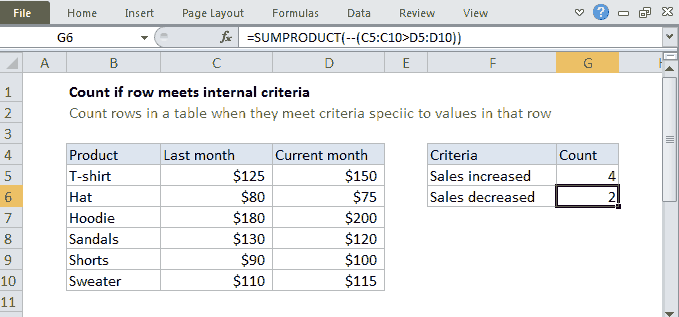 File Home Insert Page Layout Formulas Data Review View
G6 fx =SUMPRODUCT(--(C5:C10>D5:D10))
A B C D E F G H
1 Count if row meets internal criteria
2 Count rows in a table when they meet criteria speciic to values in that row
3
4 Product Last month Current month Criteria Count
5 T-shirt $125 $150 Sales increased 4
6 Hat $80 $75 Sales decreased 2
7 Hoodie $180 $200
8 Sandals $130 $120
9 Shorts $90 $100
10 Sweater $110 $115
11